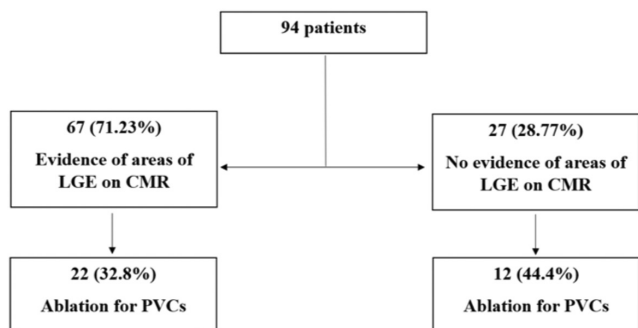 94 patients
67 (71.23%)
Evidence of areas of
LGE on CMR
27 (28.77%)
No evidence of areas of
LGE on CMR
22 (32.8%)
Ablation for PVCs
12 (44.4%)
Ablation for PVCs